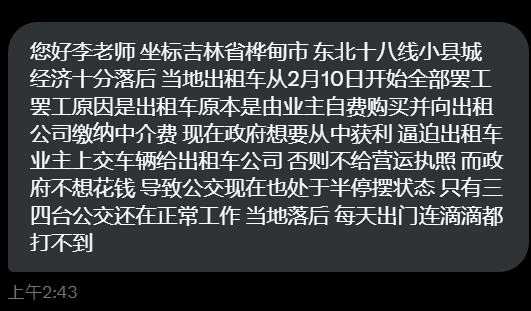 您好李老师 坐标吉林省桦甸市 东北十八线小县城
经济十分落后 当地出租车从2月10日开始全部罢工
罢工原因是出租车原本是由业主自费购买并向出租
公司缴纳中介费 现在政府想要从中获利 逼迫出租车
业主上交车辆给出租车公司 否则不给营运执照 而政
府不想花钱 导致公交现在也处于半停摆状态 只有三
四台公交还在正常工作 当地落后 每天出门连滴滴都
打不到
上午2:43